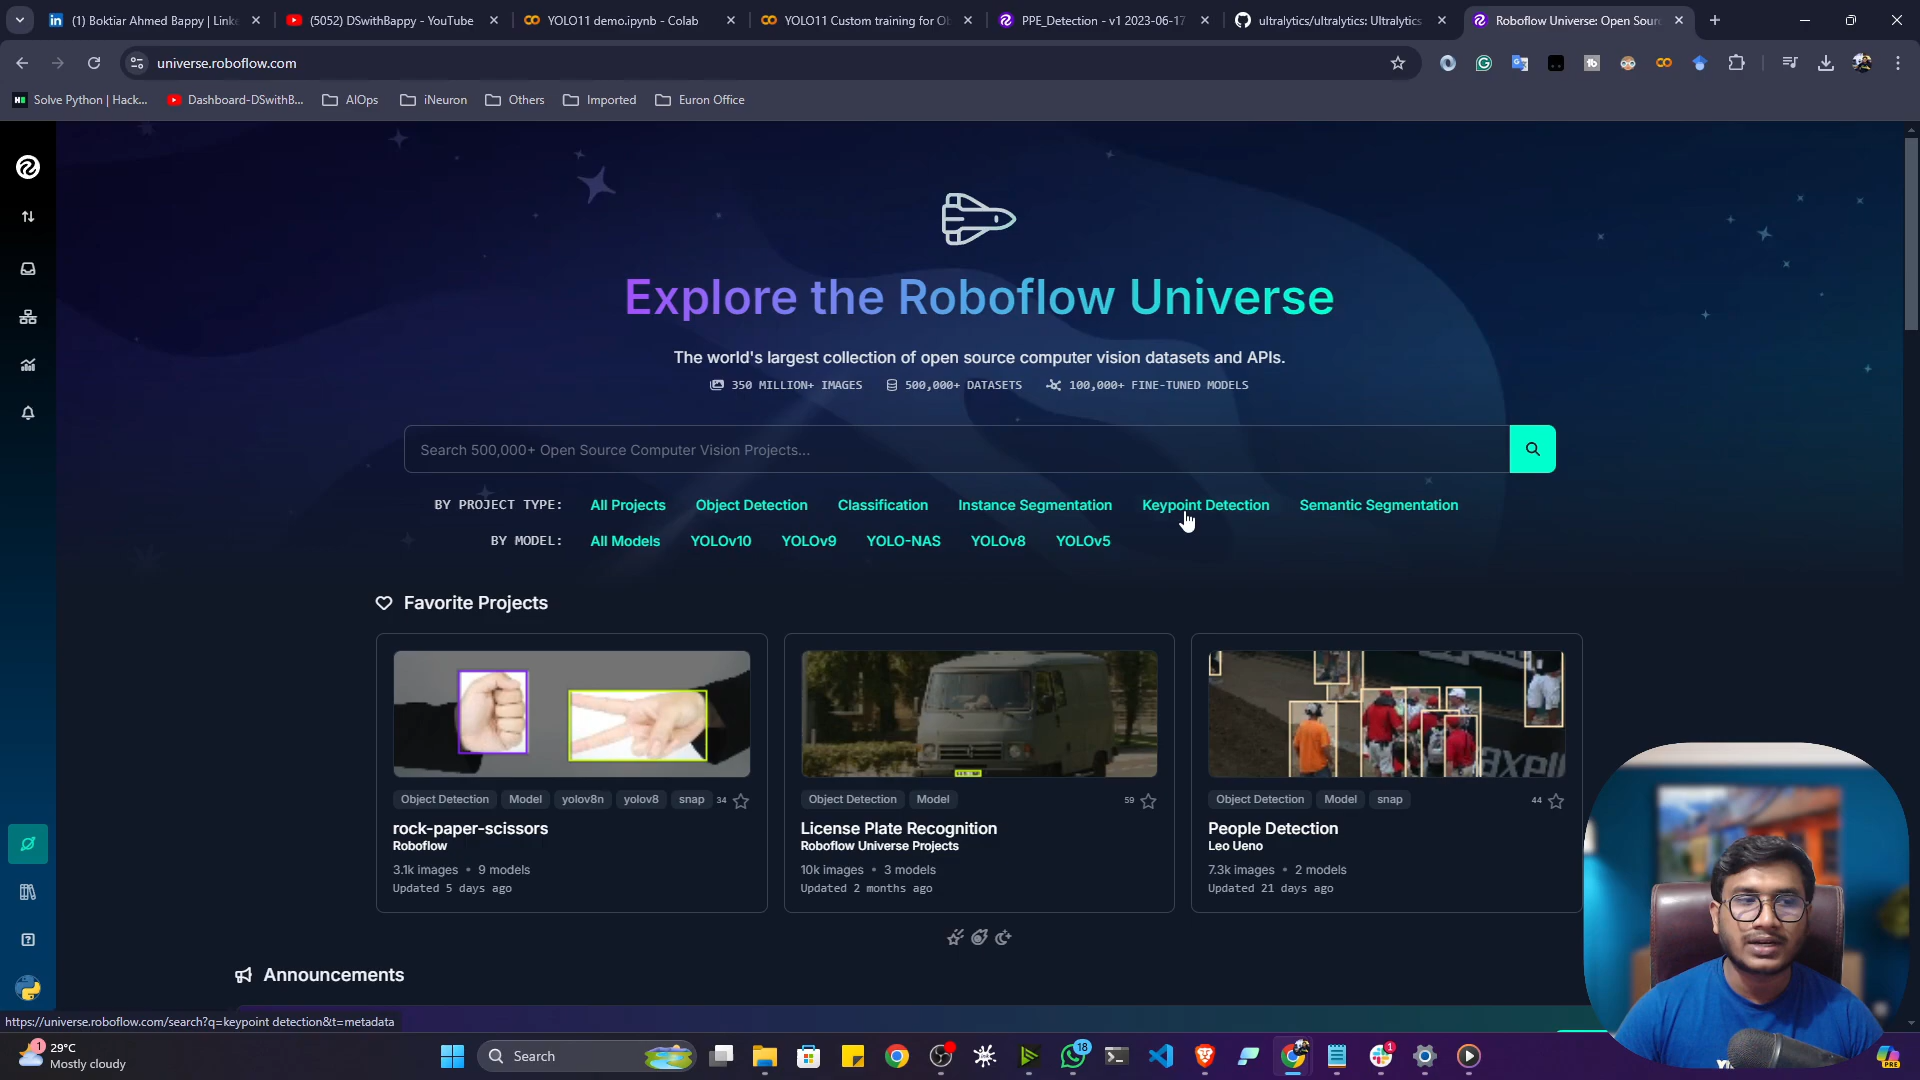 (1) Boktiar Ahmed Bappy | Linke
(5052) DSwithBappy - YouTube
YOLO11 demo.ipynb - Colab
YOLO11 Custom training for Ob
PPE_Detection - v1 2023-06-17
ultralytics/ultralytics: Ultralytics
Roboflow Universe: Open Sour
universe.roboflow.com
Solve Python | Hack...
Dashboard-DSwithB...
AIOps
iNeuron
Others
Imported
Euron Office
Explore the Roboflow Universe
The world's largest collection of open source computer vision datasets and APIs.
350 MILLION+ IMAGES 500,000+ DATASETS 100,000+ FINE-TUNED MODELS
Search 500,000+ Open Source Computer Vision Projects...
BY PROJECT TYPE: All Projects Object Detection Classification Instance Segmentation Keypoint Detection Semantic Segmentation
BY MODEL: All Models YOLOv10 YOLOv9 YOLO-NAS YOLOv8 YOLOv5
Favorite Projects
Object Detection Model yolov8n yolov8 snap 34
rock-paper-scissors
Roboflow
3.1k images • 9 models
Updated 5 days ago
Object Detection Model 59
License Plate Recognition
Roboflow Universe Projects
10k images • 3 models
Updated 2 months ago
Object Detection Model snap 44
People Detection
Leo Ueno
7.3k images • 2 models
Updated 21 days ago
Announcements
https://universe.roboflow.com/search?q=keypoint detection&t=metadata
1
29°C
Mostly cloudy
Search
18
1
PRE